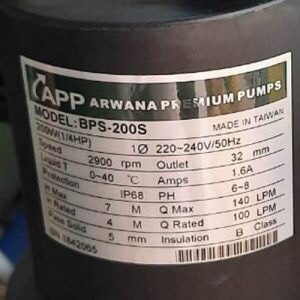 APP ARWANA PREMIUM PUMPS
MODEL: BPS-200S MADE IN TAIWAN
200W(1/4HP) 1Ø 220~240V/50Hz
Speed 2900 rpm Outlet 32 mm
Liquid T 0~40 °C Amps 1.6A
Protection IP68 PH 6~8
H Max 7 M Q Max 140 LPM
H Rated 4 M Q Rated 100 LPM
Free Solid 5 mm Insulation B Class
SN 1842065